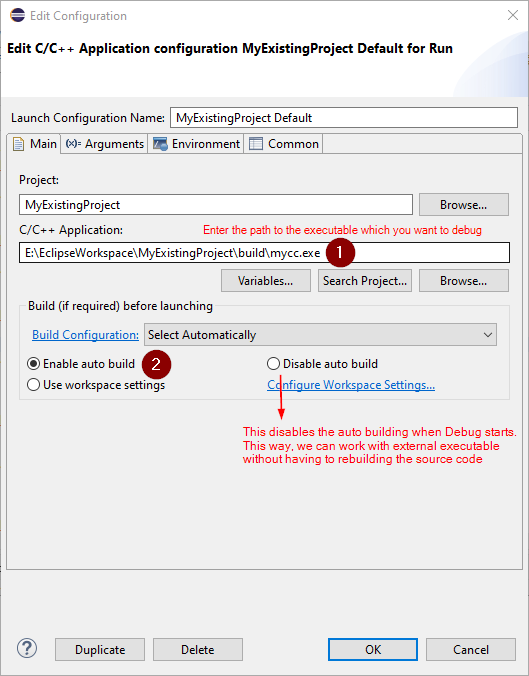 Edit Configuration
Edit C/C++ Application configuration MyExistingProject Default for Run
Launch Configuration Name: MyExistingProject Default
Main (x)= Arguments Environment Common
Project:
MyExistingProject Browse...
C/C++ Application: Enter the path to the executable which you want to debug
E:\EclipseWorkspace\MyExistingProject\build\mycc.exe 1
Variables... Search Project... Browse...
Build (if required) before launching
Build Configuration: Select Automatically
Enable auto build 2 Disable auto build
Use workspace settings Configure Workspace Settings...
This disables the auto building when Debug starts.
This way, we can work with external executable
without having to rebuilding the source code
? Duplicate Delete OK Cancel